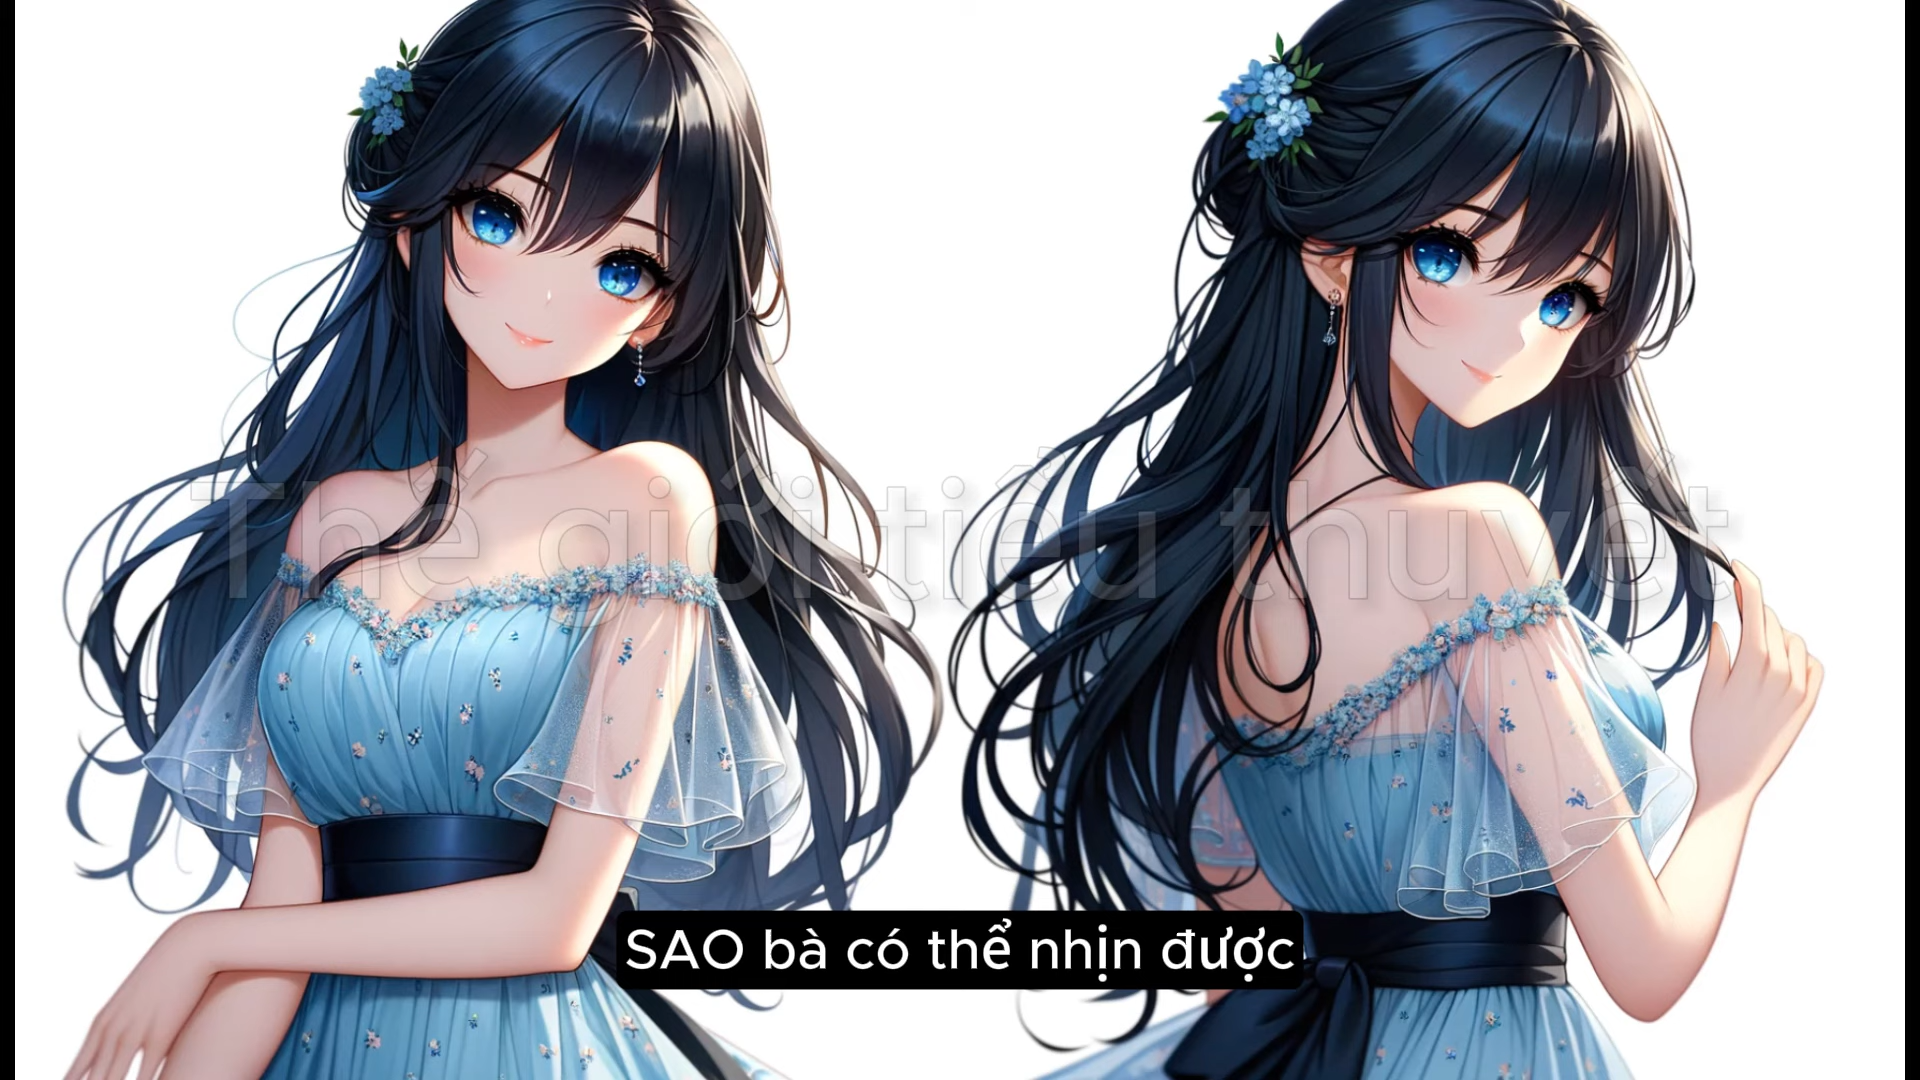 Thế giới tiểu thuyết
SAO bà có thể nhịn được